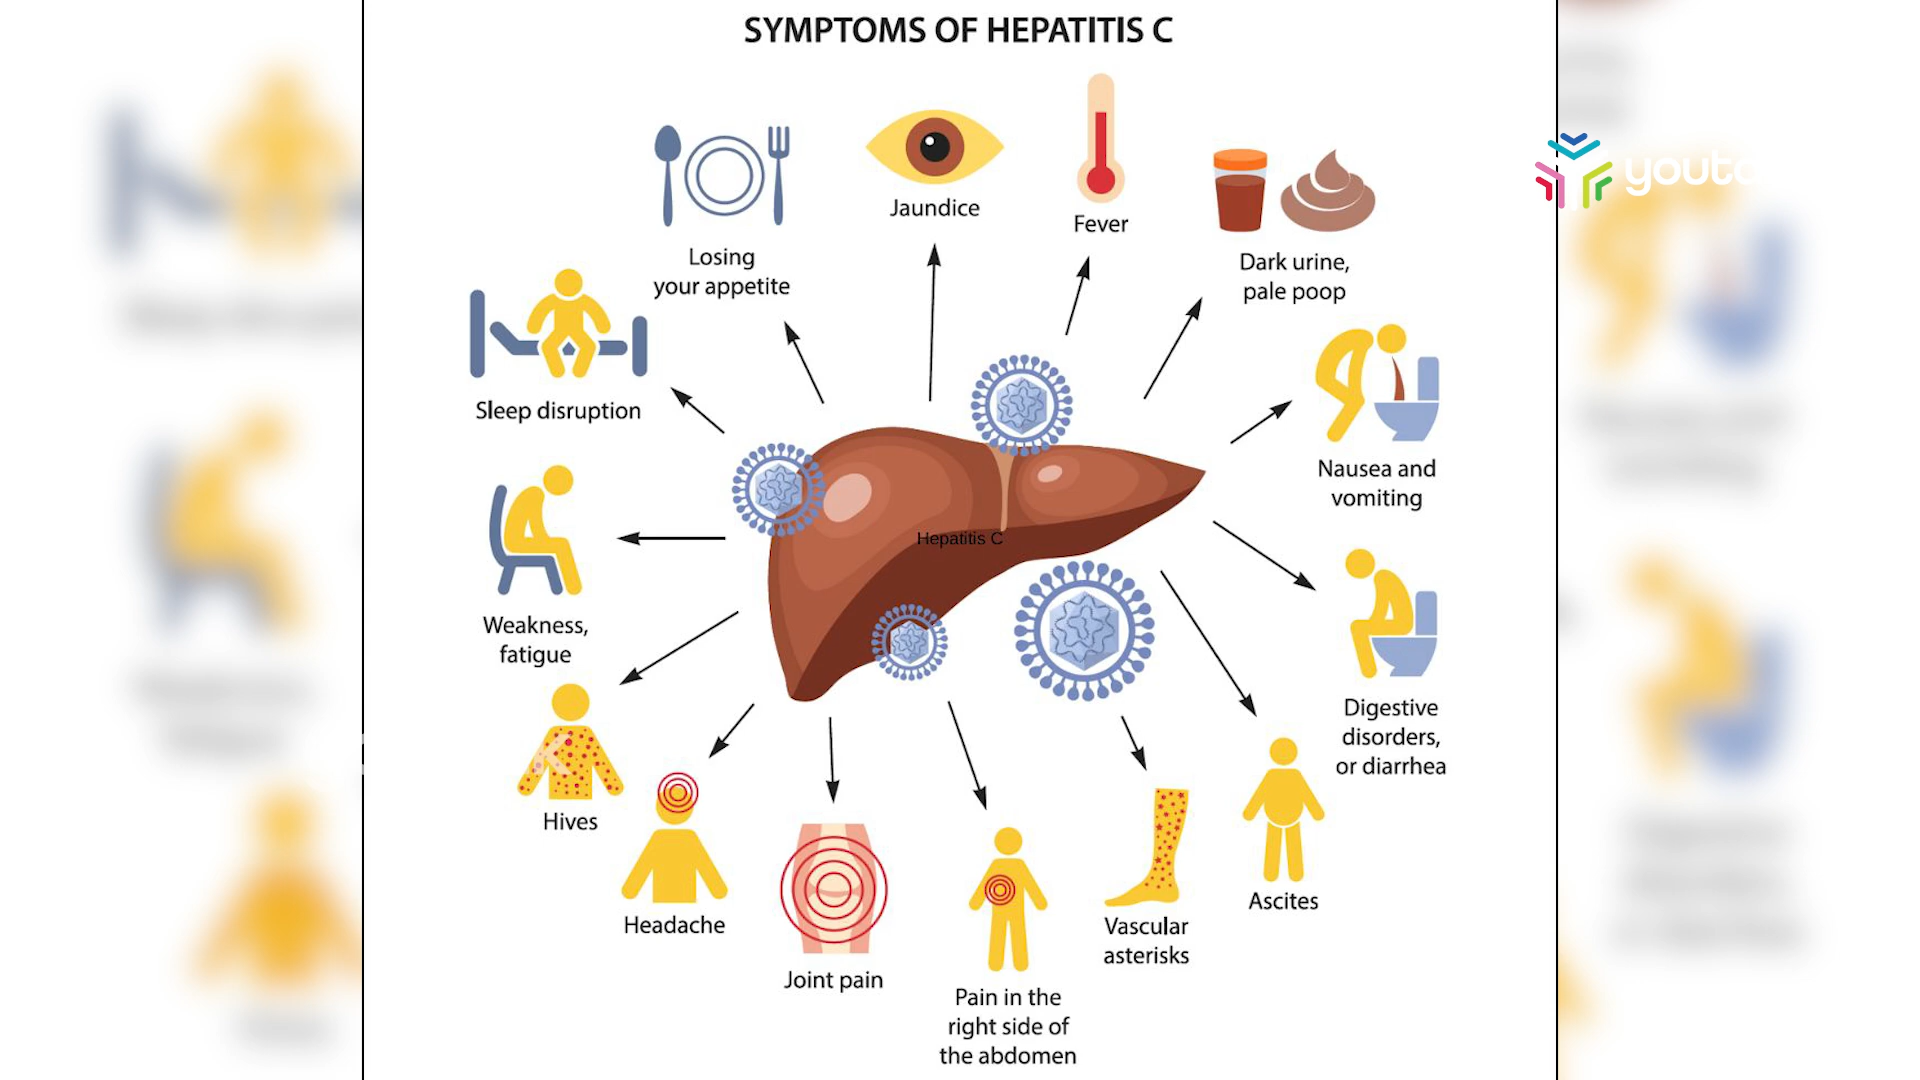 SYMPTOMS OF HEPATITIS C
Losing
your appetite
Jaundice
Fever
Dark urine,
pale poop
Sleep disruption
Nausea and
vomiting
Weakness,
fatigue
Hepatitis C
Digestive
disorders,
or diarrhea
Hives
Headache
Joint pain
Pain in the
right side of
the abdomen
Vascular
asterisks
Ascites